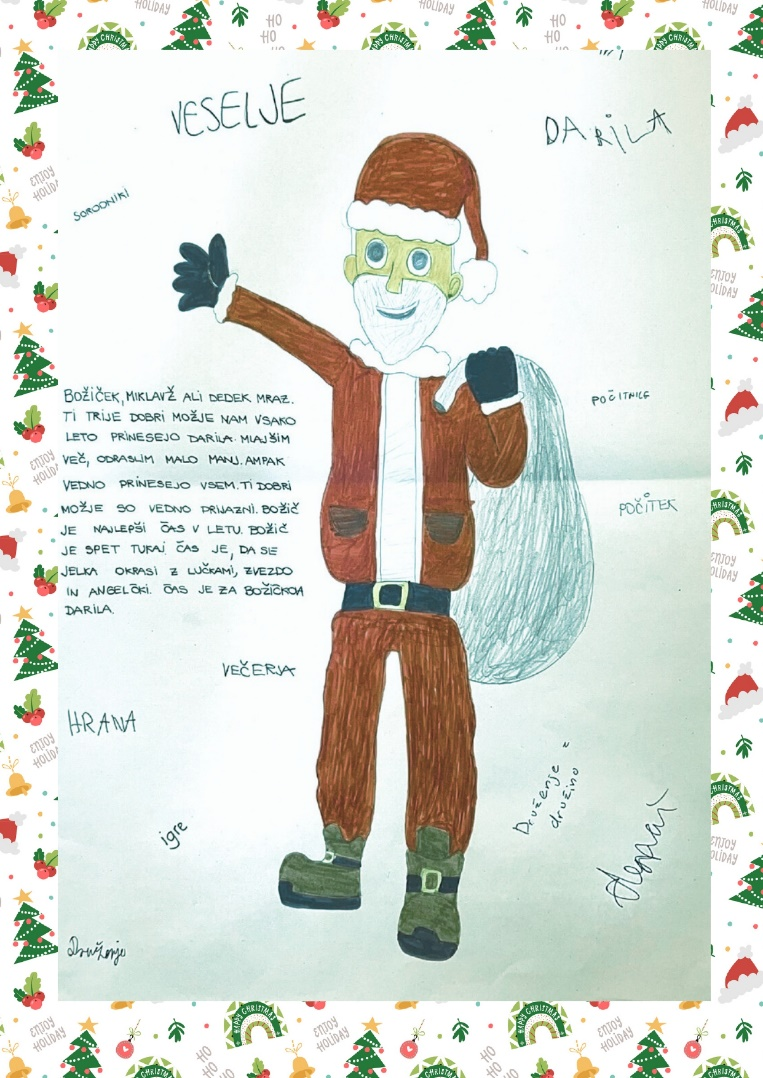 VESELJE
DARILA
SORODNIKI
BOŽIČEK, MIKLAVŽ ALI DEDEK MRAZ.
TI TRIJE DOBRI MOŽJE NAM VSAKO
LETO PRINESEJO DARILA. MLAJŠIM
VEČ, ODRASLIM MALO MANJ. AMPAK
VEDNO PRINESEJO VSEM. TI DOBRI
MOŽJE SO VEDNO PRIJAZNI. BOŽIČ
JE NAJLEPŠI ČAS V LETU. BOŽIČ
JE SPET TUKAJ ČAS JE, DA SE
JELKA OKRASI Z LUČKAMI, ZVEZDO
IN ANGELČKI. ČAS JE ZA BOŽIČKOVA
DARILA.
POČITNICE
POČITEK
VEČERJA
HRANA
igre
Druženje z
družino
Druženje
HO
HO
HO
ENJOY
HOLIDAY
HAPPY CHRISTMAS